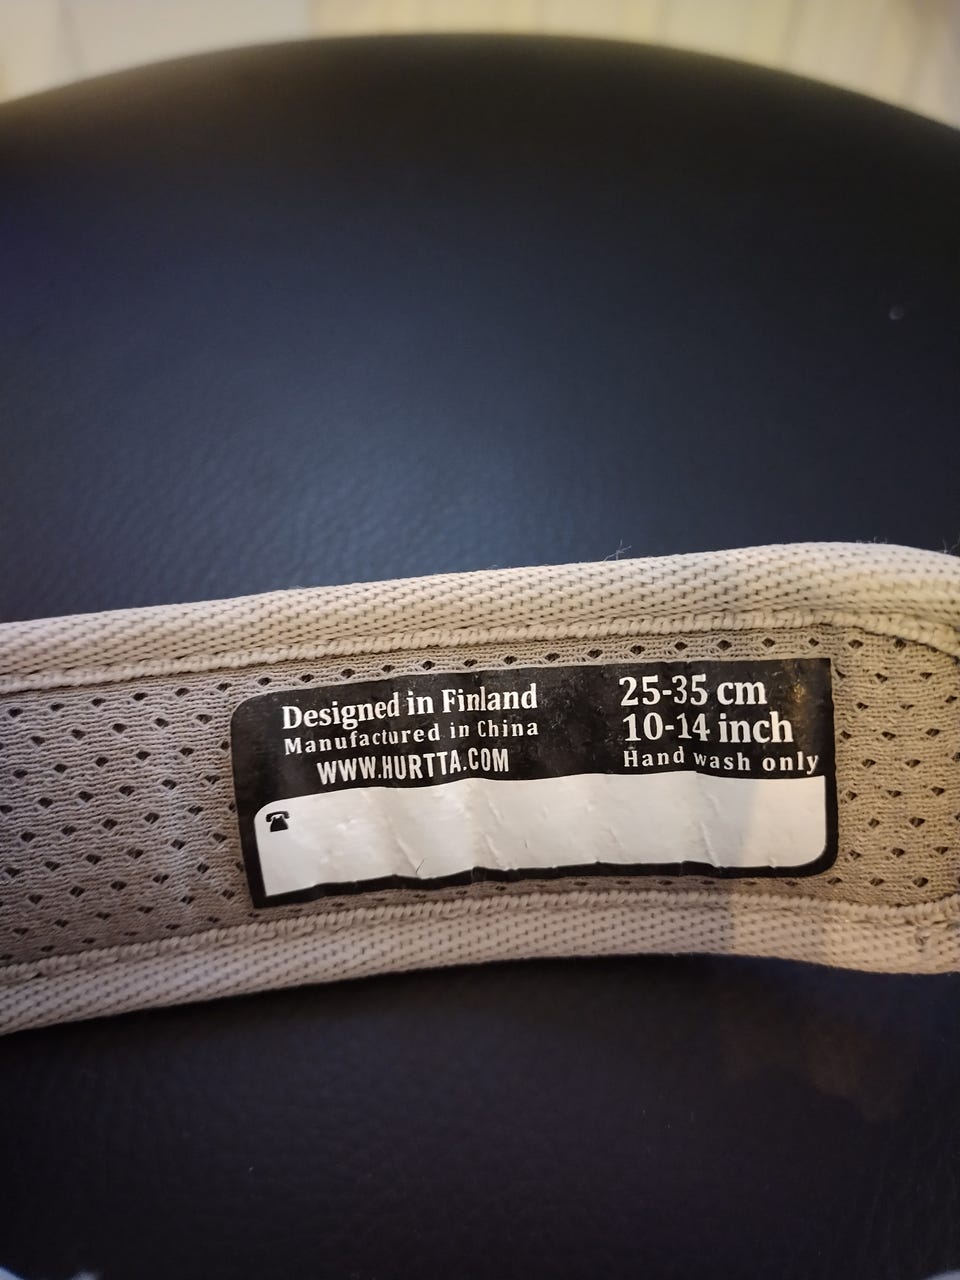 Designed in Finland
Manufactured in China
WWW.HURTTA.COM
25-35 cm
10-14 inch
Hand wash only